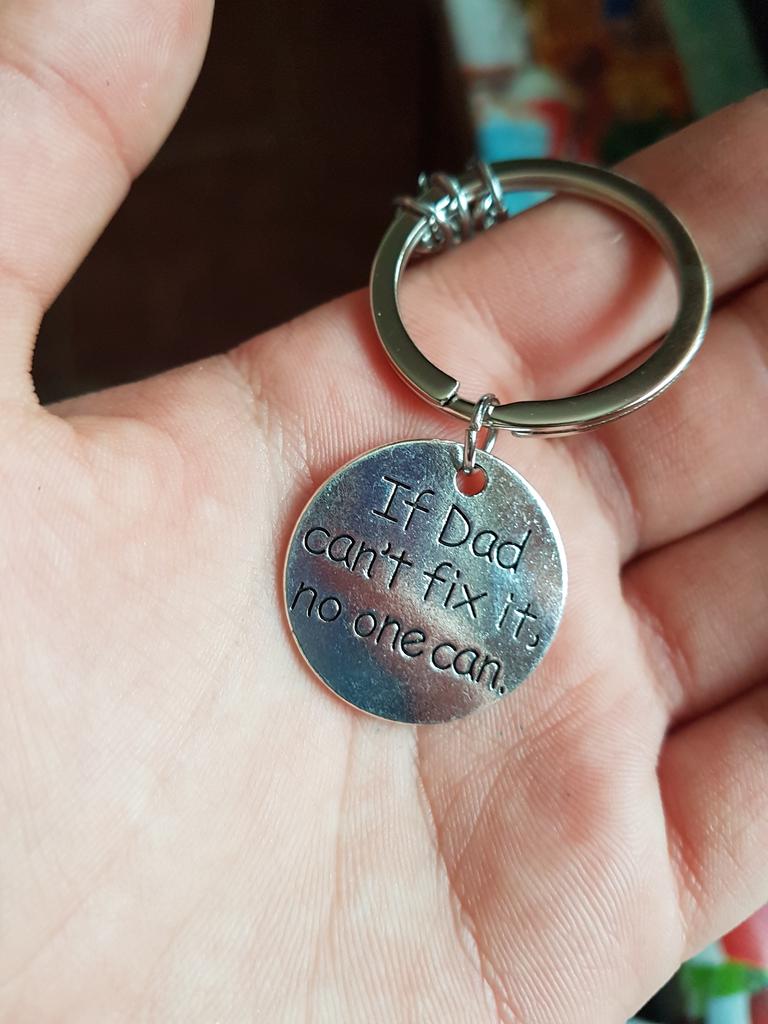 If Dad
can't fix it,
no one can.